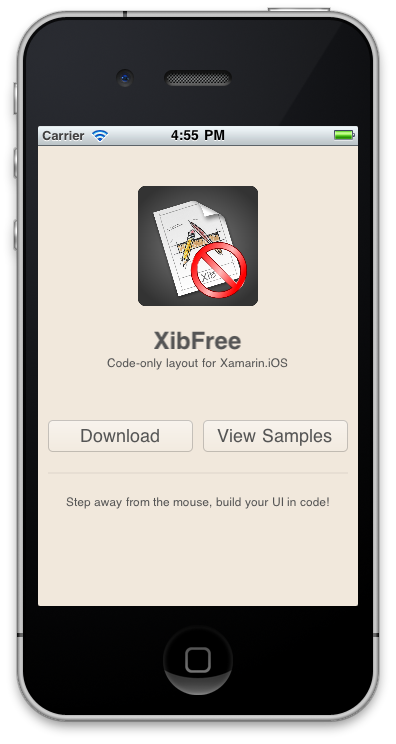 Carrier 4:55 PM
XIB
XibFree
Code-only layout for Xamarin.iOS
Download View Samples
Step away from the mouse, build your UI in code!